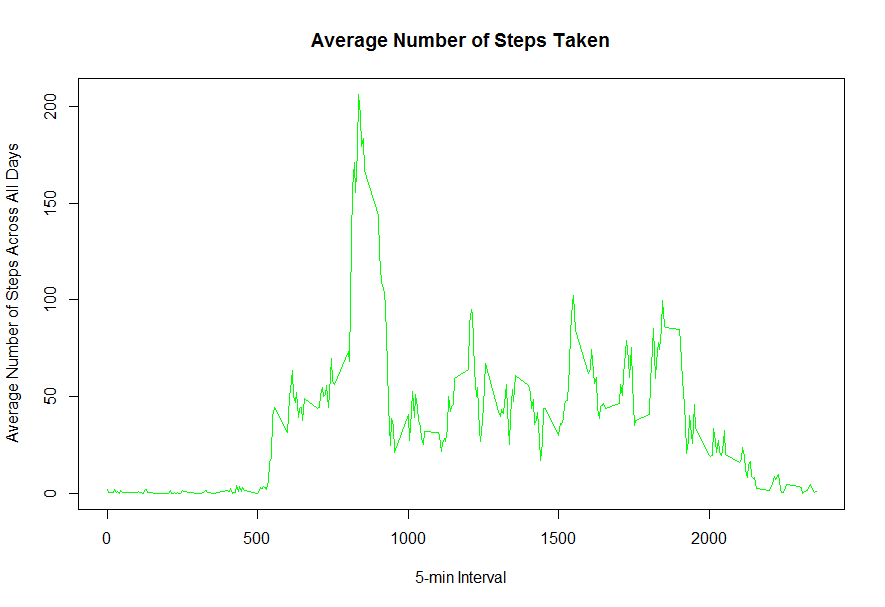 Average Number of Steps Taken
Average Number of Steps Across All Days
200
150
100
50
0
0 500 1000 1500 2000
5-min Interval